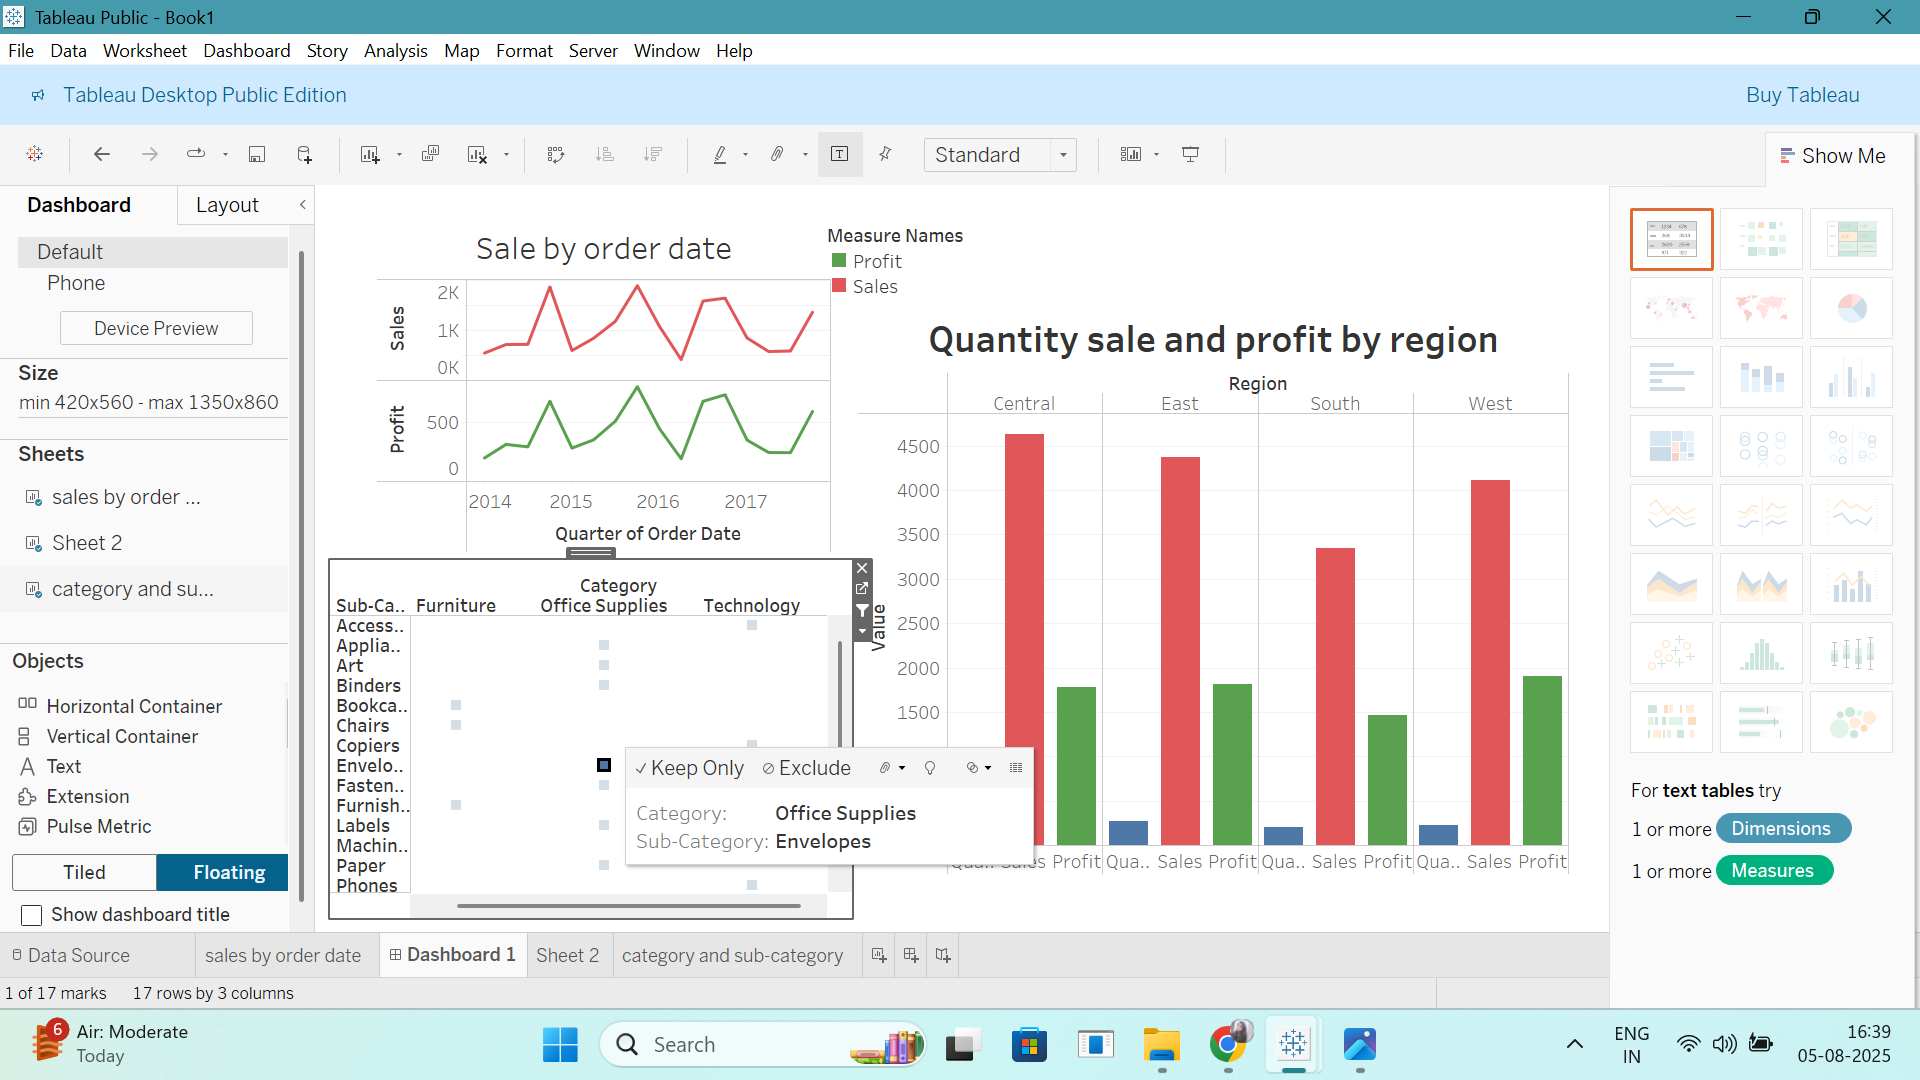 Tableau Public - Book1
File Data Worksheet Dashboard Story Analysis Map Format Server Window Help
Tableau Desktop Public Edition
Buy Tableau
Standard
Show Me
Dashboard
Layout
Default
Phone
Device Preview
Size
min 420x560 - max 1350x860
Sheets
sales by order ...
Sheet 2
category and su...
Objects
Horizontal Container
Vertical Container
Text
Extension
Pulse Metric
Tiled
Floating
Show dashboard title
Sale by order date
Sales
2K
1K
0K
Profit
500
0
2014 2015 2016 2017
Quarter of Order Date
Measure Names
Profit
Sales
Quantity sale and profit by region
Region
Central East South West
Value
4500
4000
3500
3000
2500
2000
1500
Sales Profit Qua.. Sales Profit Qua.. Sales Profit Qua.. Sales Profit
Category
Sub-Ca.. Furniture Office Supplies Technology
Access..
Applia..
Art
Binders
Bookca..
Chairs
Copiers
Envelo..
Fasten..
Furnish..
Labels
Machin..
Paper
Phones
Keep Only
Exclude
Category: Office Supplies
Sub-Category: Envelopes
For text tables try
1 or more Dimensions
1 or more Measures
Data Source
sales by order date
Dashboard 1
Sheet 2
category and sub-category
1 of 17 marks
17 rows by 3 columns
6
Air: Moderate
Today
Search
ENG
IN
16:39
05-08-2025